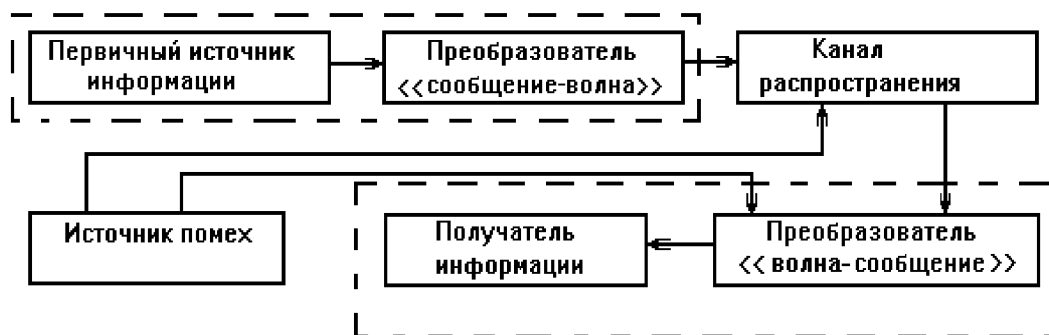 Первичный источник
информации
Преобразователь
<<сообщение-волна>>
Канал
распространения
Источник помех
Получатель
информации
Преобразователь
<<волна-сообщение>>